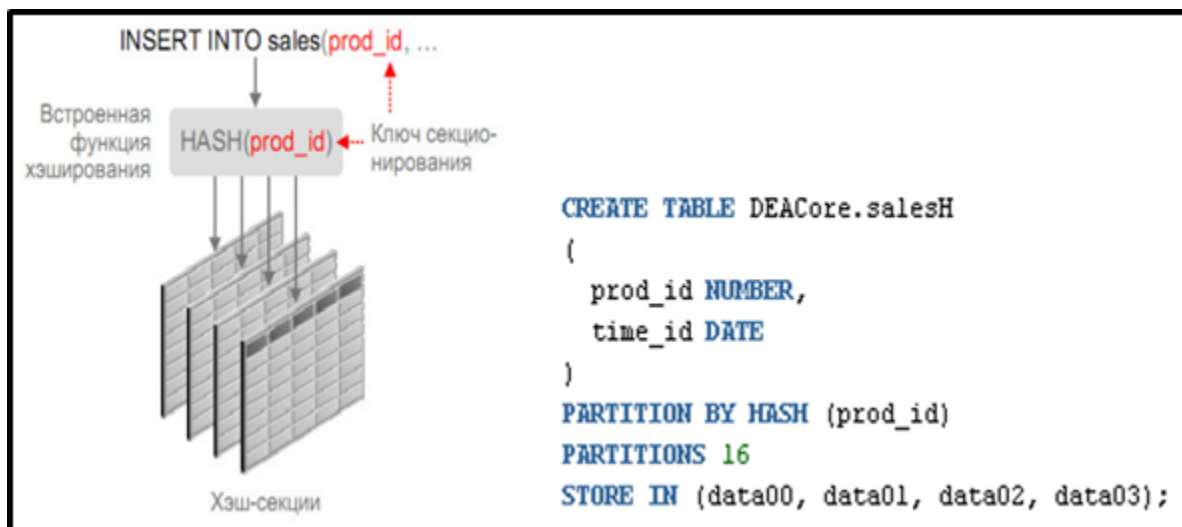 INSERT INTO sales(prod_id, ...
Встроенная
функция
хэширования
HASH(prod_id)
Ключ секцио-
нирования
Хэш-секции
CREATE TABLE DEACore.salesH
(
prod_id NUMBER,
time_id DATE
)
PARTITION BY HASH (prod_id)
PARTITIONS 16
STORE IN (data00, data01, data02, data03);